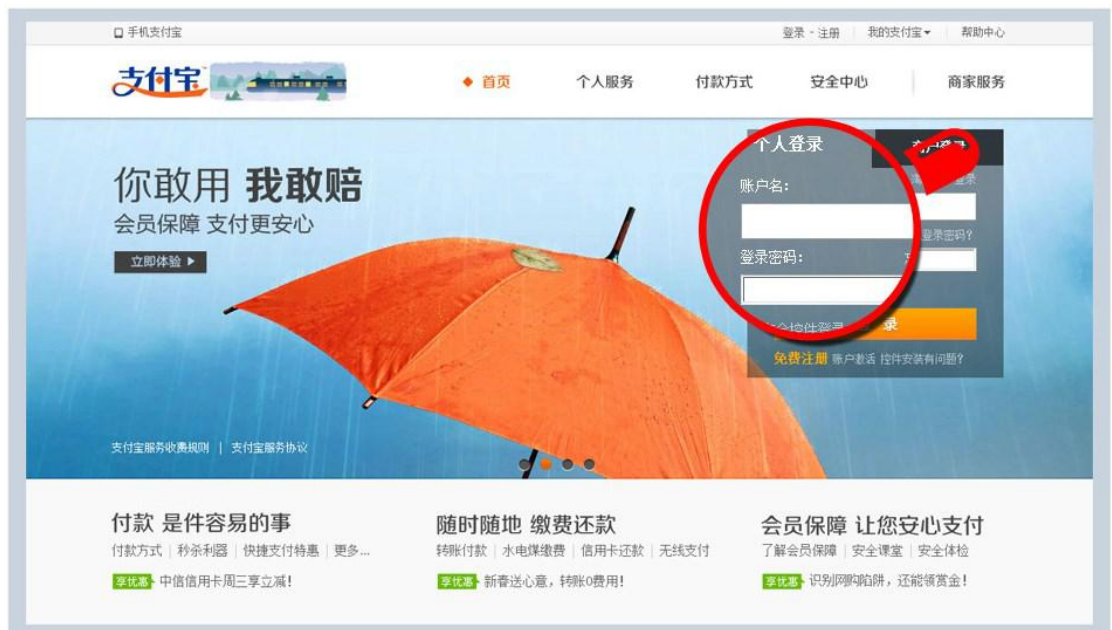 手机支付宝
登录 - 注册 我的支付宝 帮助中心
支付宝
首页 个人服务 付款方式 安全中心 商家服务
个人登录
账户名:
登录
登录密码?
登录密码:
录
免费注册 账户激活 控件安装有问题?
你敢用 我敢赔
会员保障 支付更安心
立即体验
支付宝服务收费规则 | 支付宝服务协议
付款 是件容易的事
付款方式 | 秒杀利器 | 快捷支付特惠 | 更多...
享优惠 中信信用卡周三享立减!
随时随地 缴费还款
转账付款 | 水电煤缴费 | 信用卡还款 | 无线支付
享优惠 新春送心意，转账0费用!
会员保障 让您安心支付
了解会员保障 | 安全课堂 | 安全体检
享优惠 识别网购陷阱，还能领赏金!